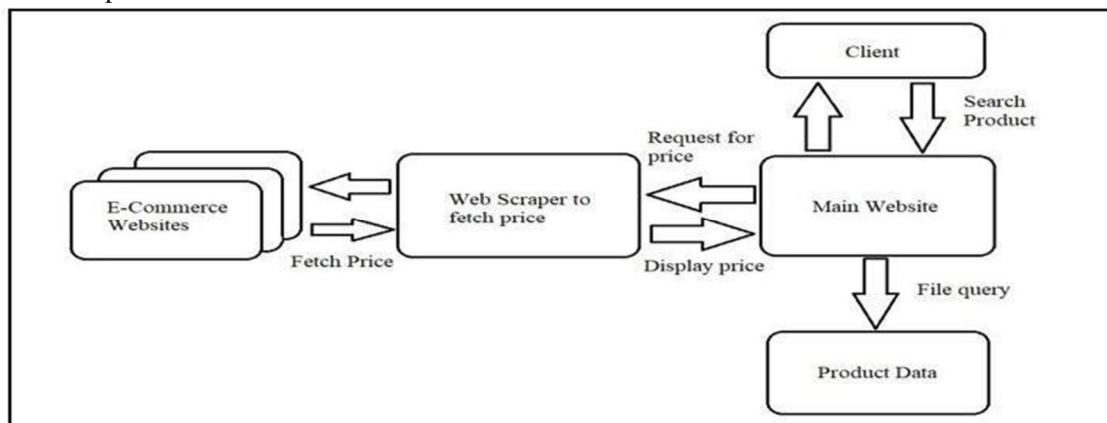 Client
Search
Product
Request for
price
E-Commerce
Websites
Web Scraper to
fetch price
Main Website
Fetch Price
Display price
File query
Product Data